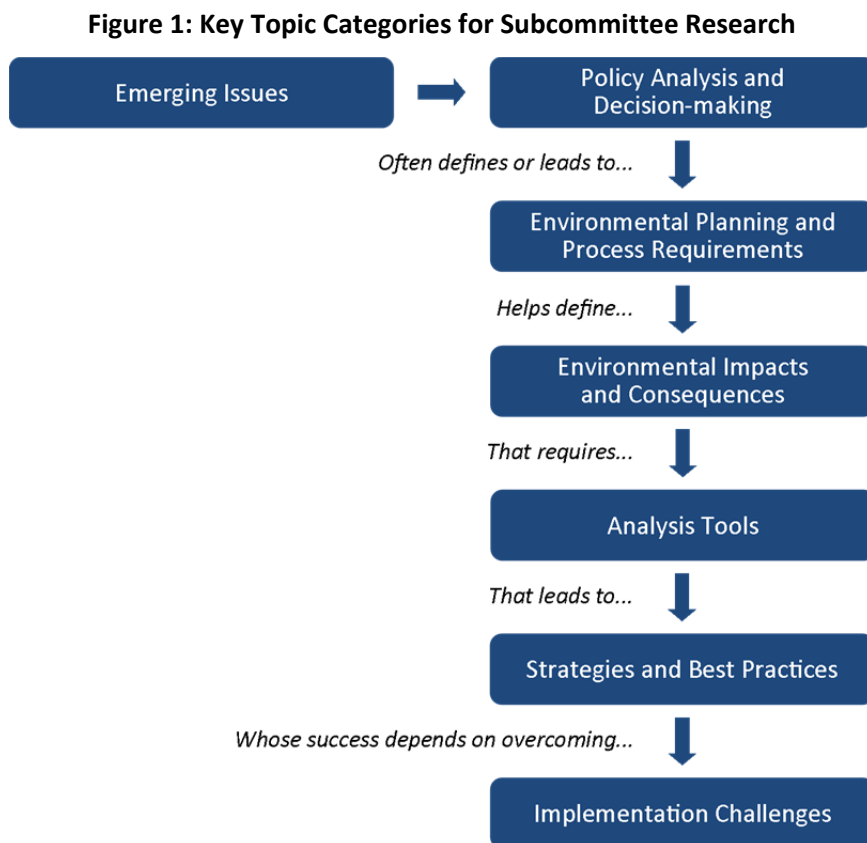 Figure 1: Key Topic Categories for Subcommittee Research
Emerging Issues
Policy Analysis and
Decision-making
Often defines or leads to...
Environmental Planning and
Process Requirements
Helps define...
Environmental Impacts
and Consequences
That requires...
Analysis Tools
That leads to...
Strategies and Best Practices
Whose success depends on overcoming...
Implementation Challenges